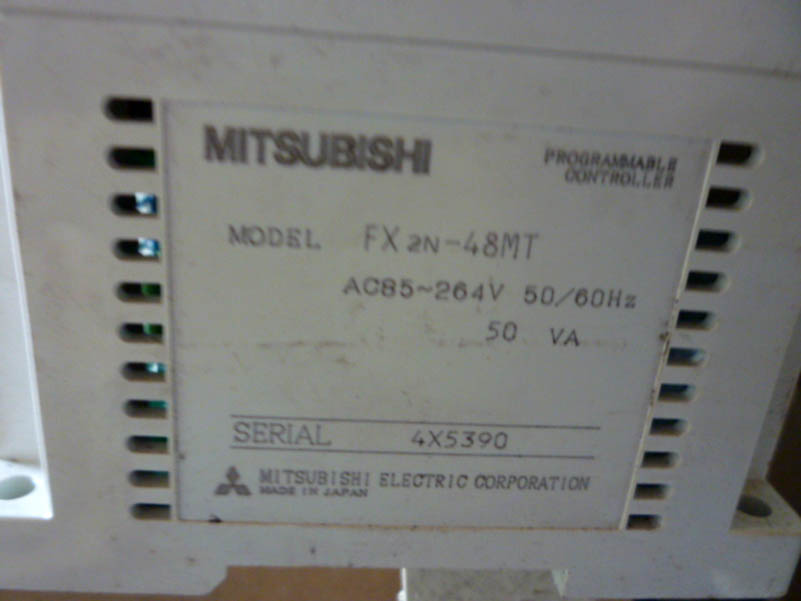 MITSUBISHI
PROGRAMMABLE
CONTROLLER
MODEL FX2N-48MT
AC85~264V 50/60Hz
50 VA
SERIAL 4X5390
MITSUBISHI ELECTRIC CORPORATION
MADE IN JAPAN